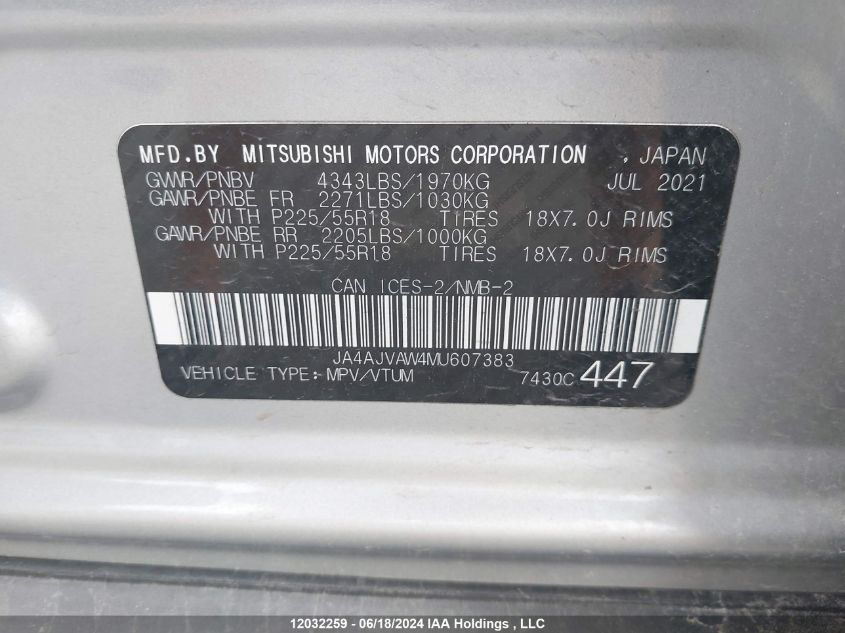 MFD.BY MITSUBISHI MOTORS CORPORATION , JAPAN
GVWR/PNBV 4343LBS/1970KG JUL 2021
GAWR/PNBE FR 2271LBS/1030KG
WITH P225/55R18 TIRES 18X7.0J RIMS
GAWR/PNBE RR 2205LBS/1000KG
WITH P225/55R18 TIRES 18X7.0J RIMS
CAN ICES-2/NMB-2
JA4AJVAW4MU607383
VEHICLE TYPE:-MPV/VTUM 7430C 447
12032259 - 06/18/2024 IAA Holdings , LLC